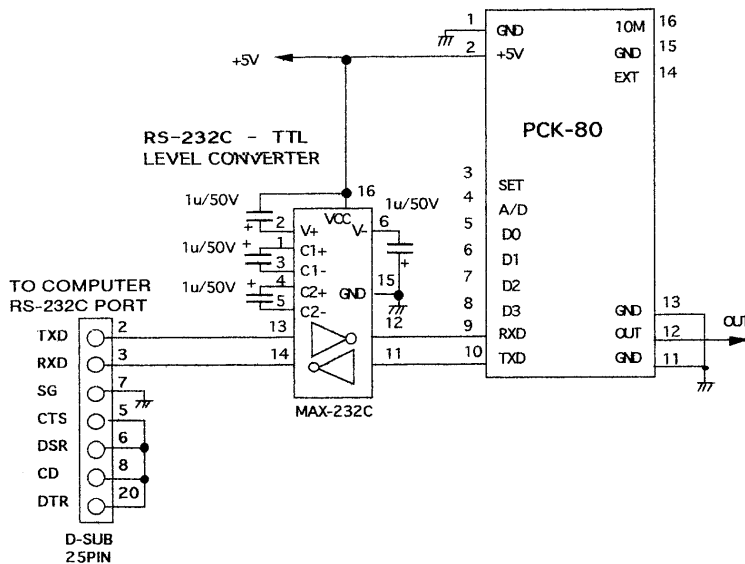 1
GND
10M
16
+5V
2
+5V
GND
15
EXT
14
PCK-80
RS-232C - TTL
LEVEL CONVERTER
3
SET
4
A/D
5
D0
6
D1
7
D2
8
D3
9
RXD
10
TXD
GND
13
OUT
12
OUT
GND
11
16
1u/50V
VCC
1u/50V
2
V+
V-
6
1u/50V
1
C1+
3
C1-
1u/50V
4
C2+
GND
15
5
C2-
13
12
14
11
MAX-232C
+
+
+
+
TO COMPUTER
RS-232C PORT
TXD
2
RXD
3
SG
7
CTS
5
DSR
6
CD
8
DTR
20
D-SUB
25PIN